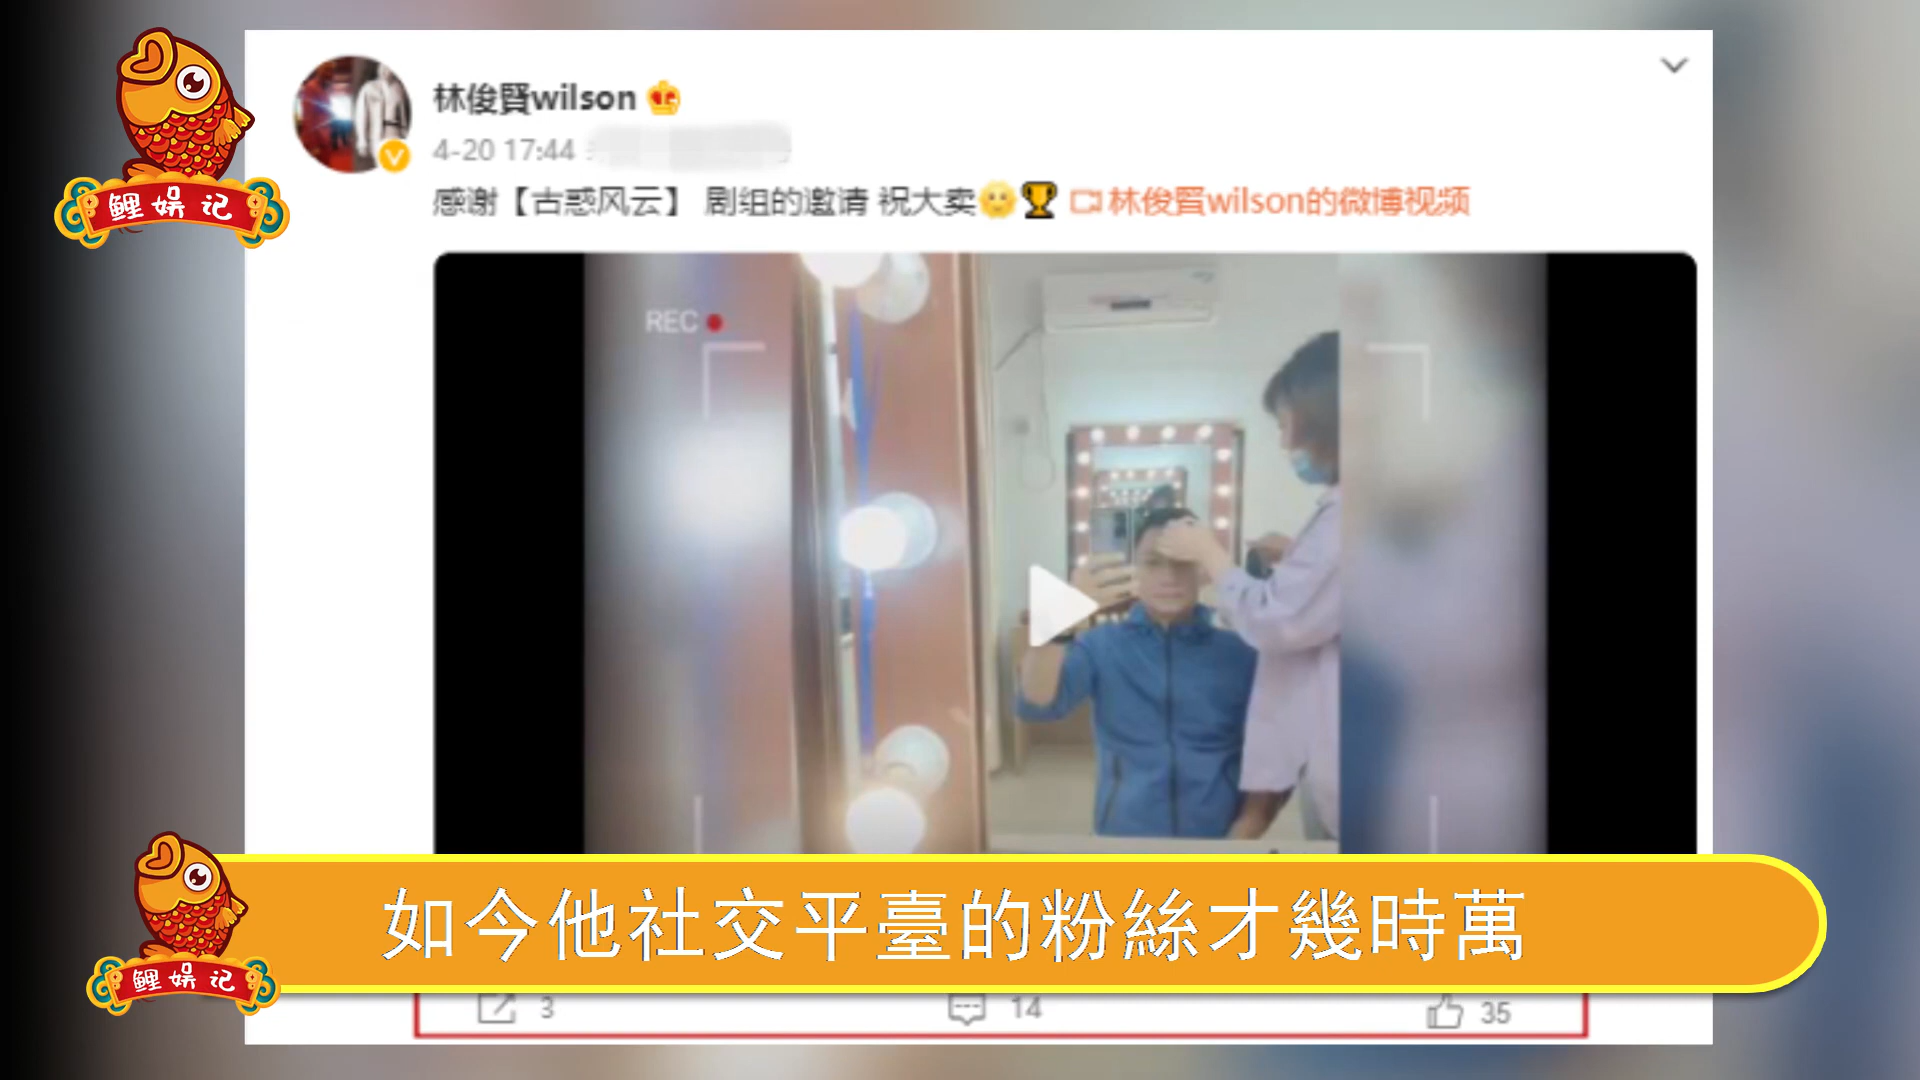 鲤娱记
林俊賢wilson
4-20 17:44
感谢【古惑风云】 剧组的邀请 祝大卖 林俊賢wilson的微博视频
REC
如今他社交平臺的粉絲才幾時萬
鲤娱记
3 14 35